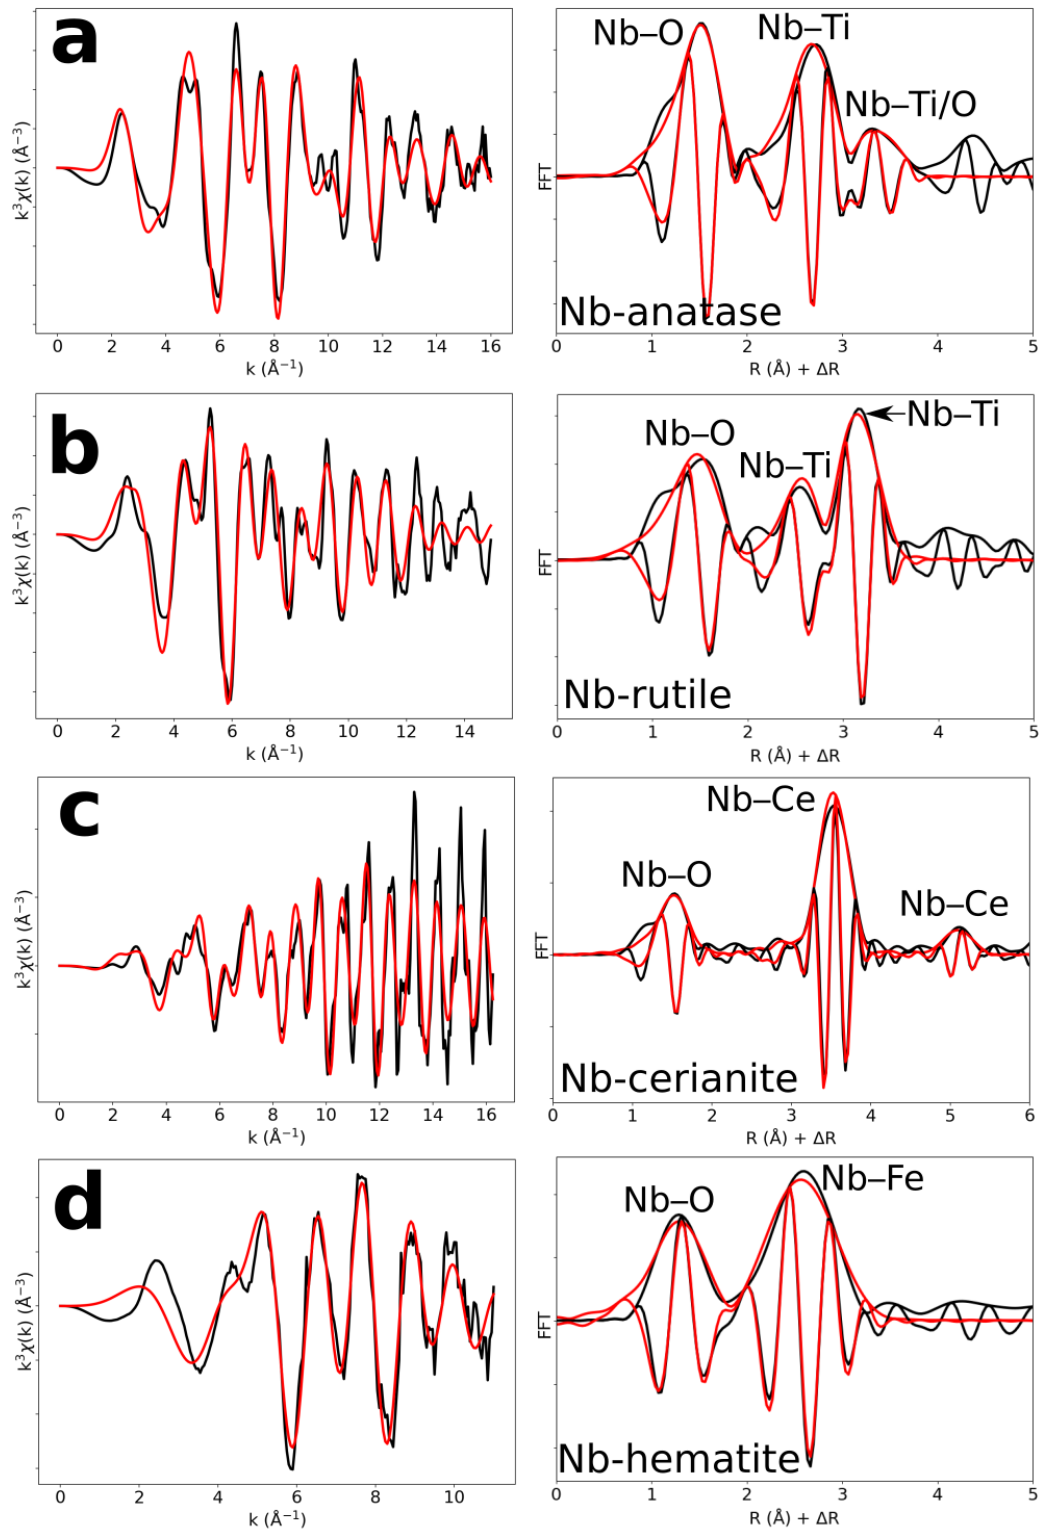 a
k³χ(k) (Å⁻³)
0 2 4 6 8 10 12 14 16
k (Å⁻¹)
Nb–O
Nb–Ti
Nb–Ti/O
FFT
Nb-anatase
0 1 2 3 4 5
R (Å) + ΔR
b
k³χ(k) (Å⁻³)
0 2 4 6 8 10 12 14
k (Å⁻¹)
Nb–O
Nb–Ti
Nb–Ti
FFT
Nb-rutile
0 1 2 3 4 5
R (Å) + ΔR
c
k³χ(k) (Å⁻³)
0 2 4 6 8 10 12 14 16
k (Å⁻¹)
Nb–Ce
Nb–O
Nb–Ce
FFT
Nb-cerianite
0 1 2 3 4 5 6
R (Å) + ΔR
d
k³χ(k) (Å⁻³)
0 2 4 6 8 10
k (Å⁻¹)
Nb–O
Nb–Fe
FFT
Nb-hematite
0 1 2 3 4 5
R (Å) + ΔR